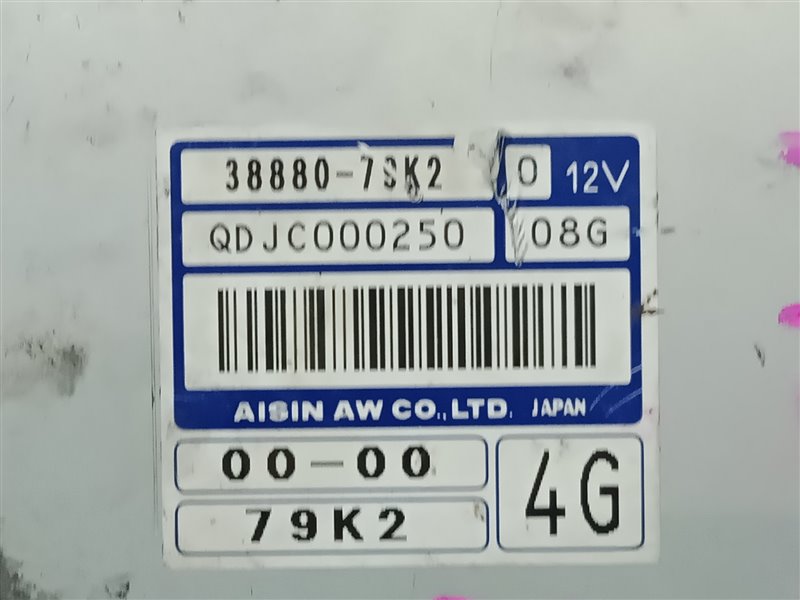 38880-79K2 0 12V
QDJC000250 08G
AISIN AW CO.,LTD. JAPAN
00-00
79K2
4G